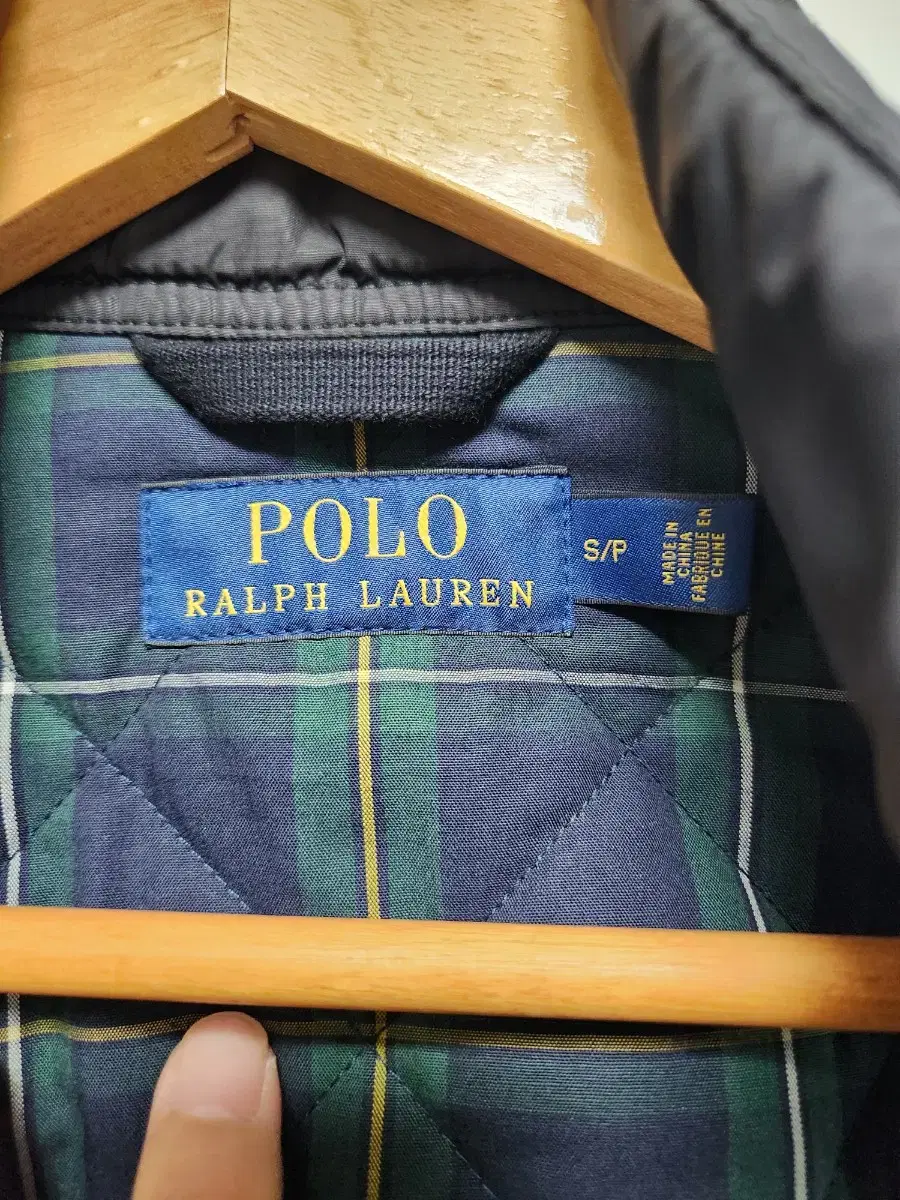 POLO
RALPH LAUREN
S/P
MADE IN
CHINA
FABRIQUE EN
CHINE